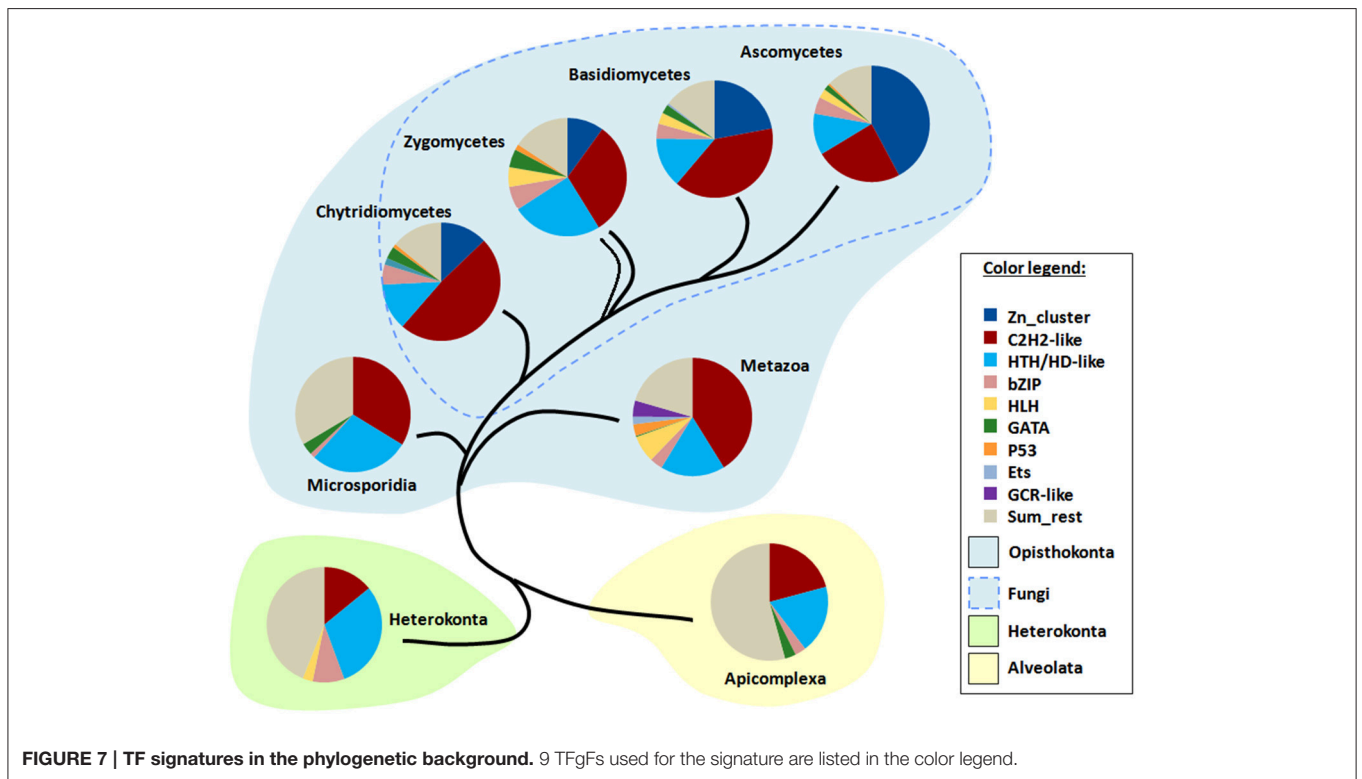 Ascomycetes
Basidiomycetes
Zygomycetes
Chytridiomycetes
Metazoa
Microsporidia
Heterokonta
Apicomplexa
Color legend:
Zn_cluster
C2H2-like
HTH/HD-like
bZIP
HLH
GATA
P53
Ets
GCR-like
Sum_rest
Opisthokonta
Fungi
Heterokonta
Alveolata
FIGURE 7 | TF signatures in the phylogenetic background. 9 TFgFs used for the signature are listed in the color legend.